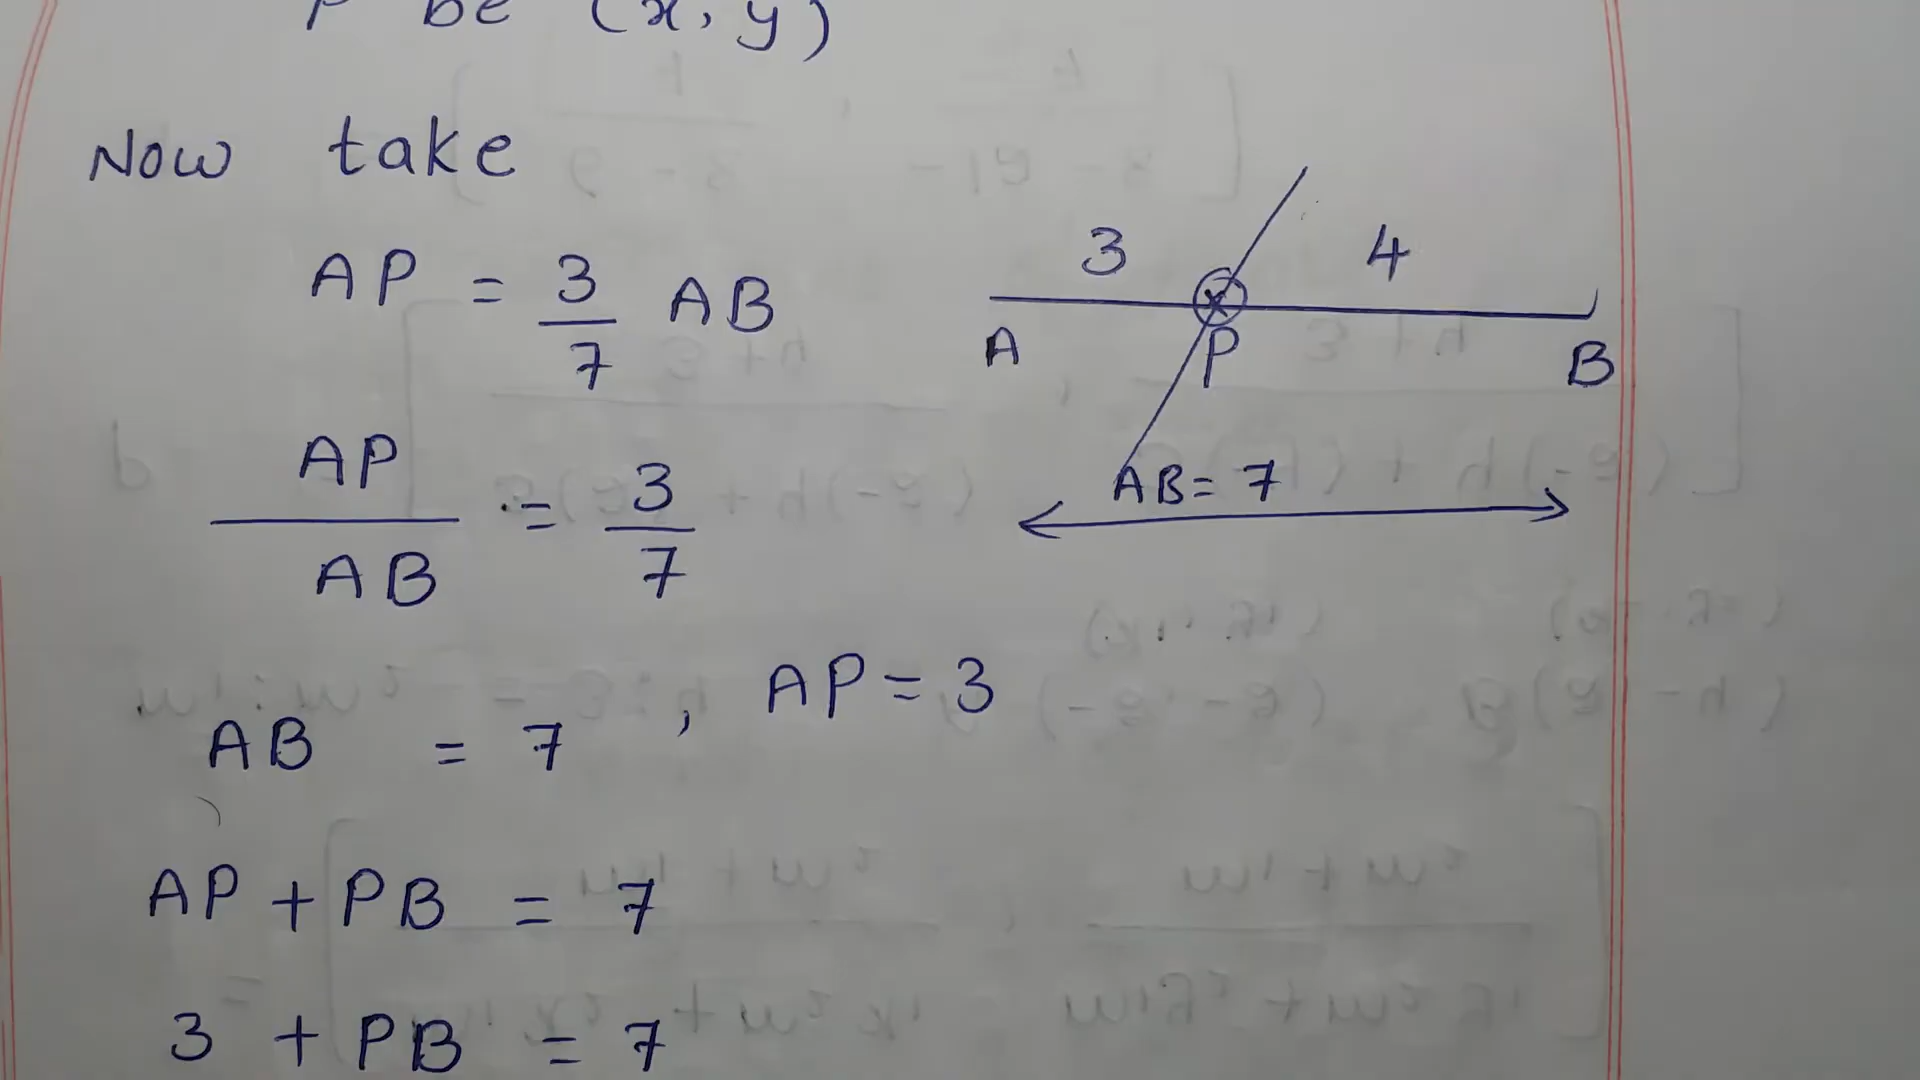 P be (x, y)
Now take
AP = 3/7 AB
3 4
A P B
AB = 7
AP/AB = 3/7
AB = 7 , AP = 3
AP + PB = 7
3 + PB = 7